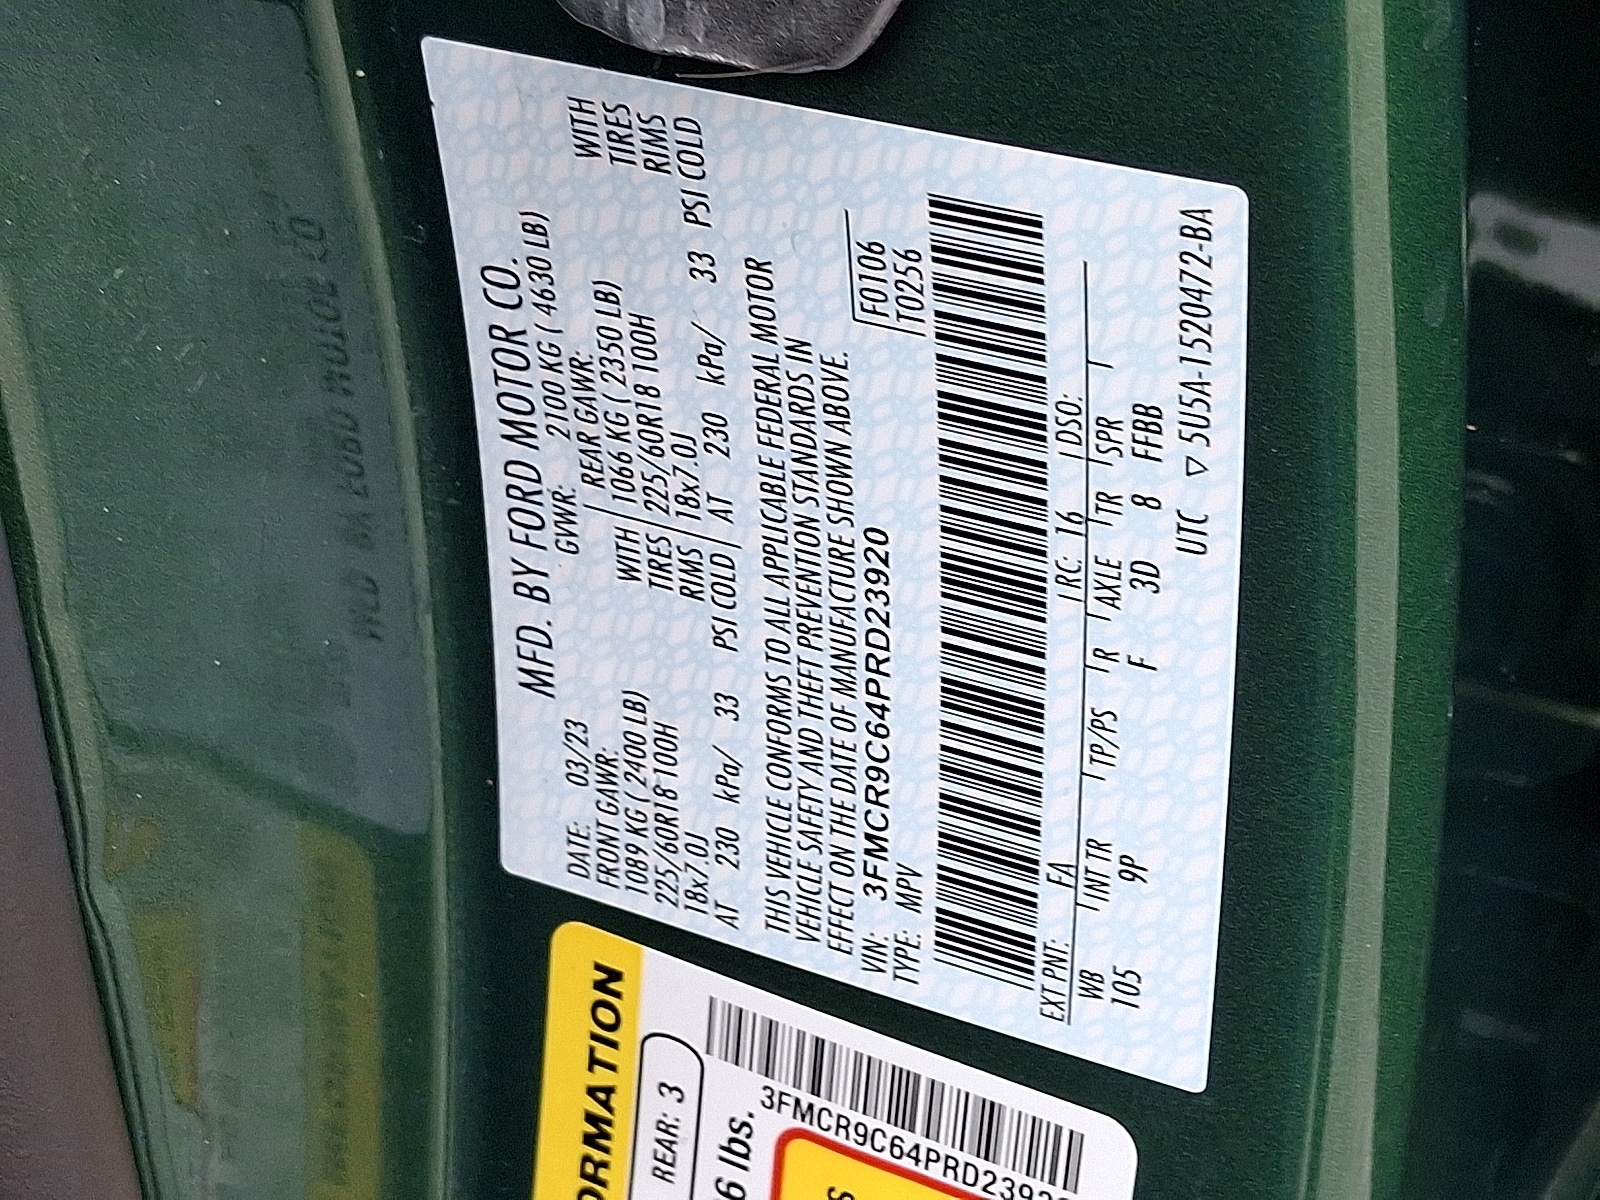 MFD. BY FORD MOTOR CO.
DATE: 03/23 GVWR: 2100 KG ( 4630 LB)
FRONT GAWR: REAR GAWR:
1089 KG ( 2400 LB) WITH 1066 KG ( 2350 LB) WITH
225/60R18 100H TIRES 225/60R18 100H TIRES
18x7.0J RIMS 18x7.0J RIMS
AT 230 kPa/ 33 PSI COLD AT 230 kPa/ 33 PSI COLD
THIS VEHICLE CONFORMS TO ALL APPLICABLE FEDERAL MOTOR
VEHICLE SAFETY AND THEFT PREVENTION STANDARDS IN
EFFECT ON THE DATE OF MANUFACTURE SHOWN ABOVE.
VIN: 3FMCR9C64PRD23920 F0106
TYPE: MPV T0256
EXT PNT: FA RC: 16 DSO:
WB INT TR TP/PS R AXLE TR SPR
105 9P F 3D 8 FFBB
UTC ▽ 5U5A-1520472-BA
ORMATION
REAR: 3
6 lbs.
3FMCR9C64PRD2392
S